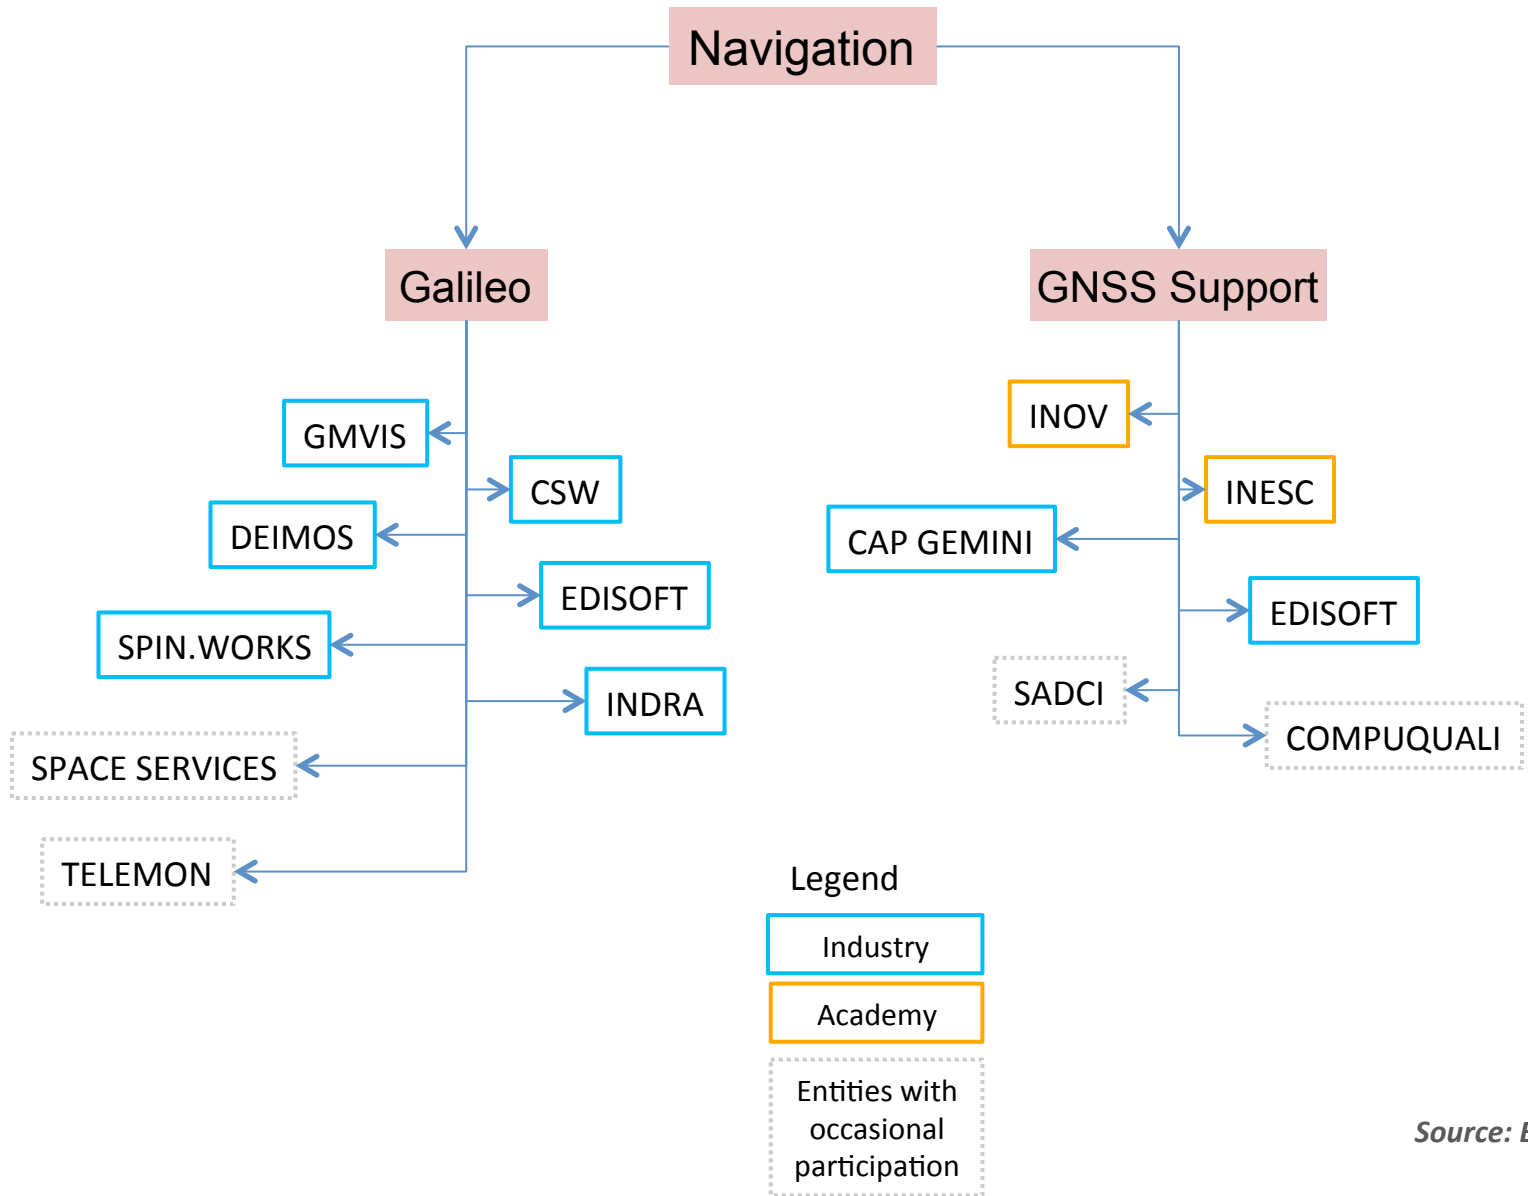 Navigation
Galileo
GNSS Support
GMVIS
CSW
DEIMOS
EDISOFT
SPIN.WORKS
INDRA
SPACE SERVICES
TELEMON
INOV
INESC
CAP GEMINI
EDISOFT
SADCI
COMPUQUALI
Legend
Industry
Academy
Entities with
occasional
participation
Source: